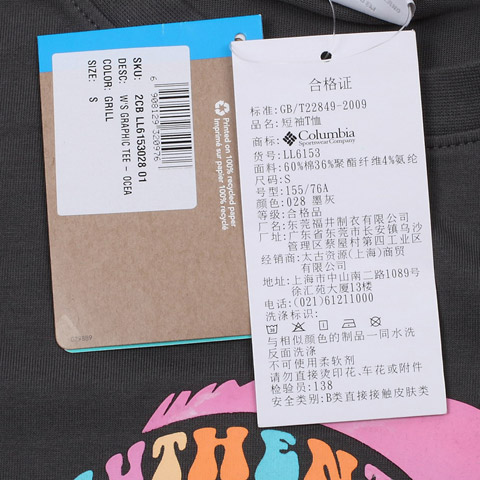 SKU: 2CB LL6153028 01
DESC: W'S GRAPHIC TEE - OCEA
COLOR: GRILL
SIZE: S
6 908129 320976
Printed on 100% recycled paper
Imprimé sur papier 100% recyclé
合格证
标准: GB/T22849-2009
品名: 短袖T恤
商标: Columbia
Sportswear Company
货号: LL6153
面料: 60%棉36%聚酯纤维4%氨纶
尺码: S
号型: 155/76A
颜色: 028 墨灰
等级: 合格品
厂名: 东莞福井制衣有限公司
厂址: 广东省东莞市长安镇乌沙
管理区蔡屋村第四工业区
经销商: 太古资源(上海)商贸
有限公司
地址: 上海市中山南二路1089号
徐汇苑大厦13楼
电话: (021)61211000
洗涤标识:
与相似颜色的制品一同水洗
反面洗涤
不可使用柔软剂
请勿直接烫印花、车花或附件
检验员: 138
安全类别: B类直接接触皮肤类
AUTHENT